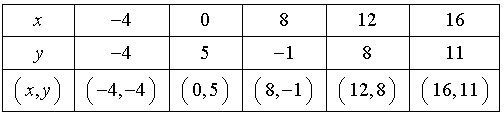 x −4 0 8 12 16
y −4 5 −1 8 11
(x,y) (−4,−4) (0,5) (8,−1) (12,8) (16,11)